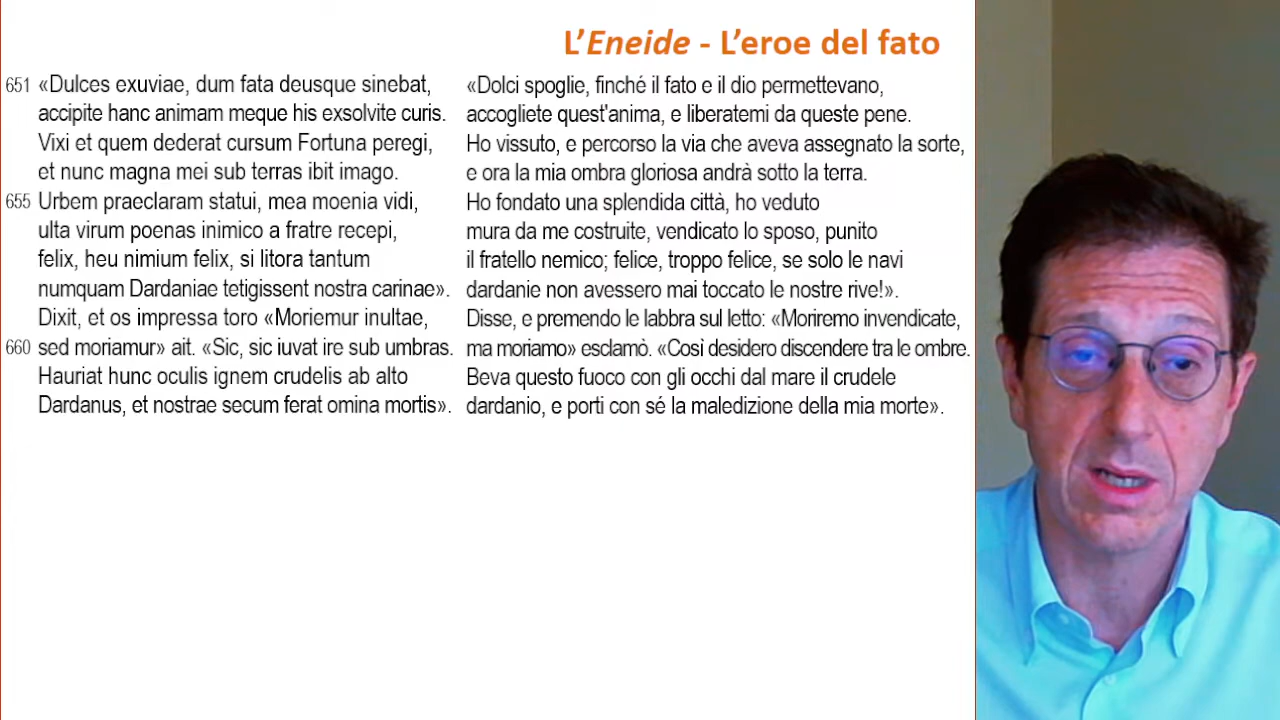 L'Eneide - L'eroe del fato
651 «Dulces exuviae, dum fata deusque sinebat,
accipite hanc animam meque his exsolvite curis.
Vixi et quem dederat cursum Fortuna peregi,
et nunc magna mei sub terras ibit imago.
655 Urbem praeclaram statui, mea moenia vidi,
ulta virum poenas inimico a fratre recepi,
felix, heu nimium felix, si litora tantum
numquam Dardaniae tetigissent nostra carinae».
Dixit, et os impressa toro «Moriemur inultae,
660 sed moriamur» ait. «Sic, sic iuvat ire sub umbras.
Hauriat hunc oculis ignem crudelis ab alto
Dardanus, et nostrae secum ferat omina mortis».
«Dolci spoglie, finché il fato e il dio permettevano,
accogliete quest'anima, e liberatemi da queste pene.
Ho vissuto, e percorso la via che aveva assegnato la sorte,
e ora la mia ombra gloriosa andrà sotto la terra.
Ho fondato una splendida città, ho veduto
mura da me costruite, vendicato lo sposo, punito
il fratello nemico; felice, troppo felice, se solo le navi
dardanie non avessero mai toccato le nostre rive!».
Disse, e premendo le labbra sul letto: «Moriremo invendicate,
ma moriamo» esclamò. «Così desidero discendere tra le ombre.
Beva questo fuoco con gli occhi dal mare il crudele
dardanio, e porti con sé la maledizione della mia morte».